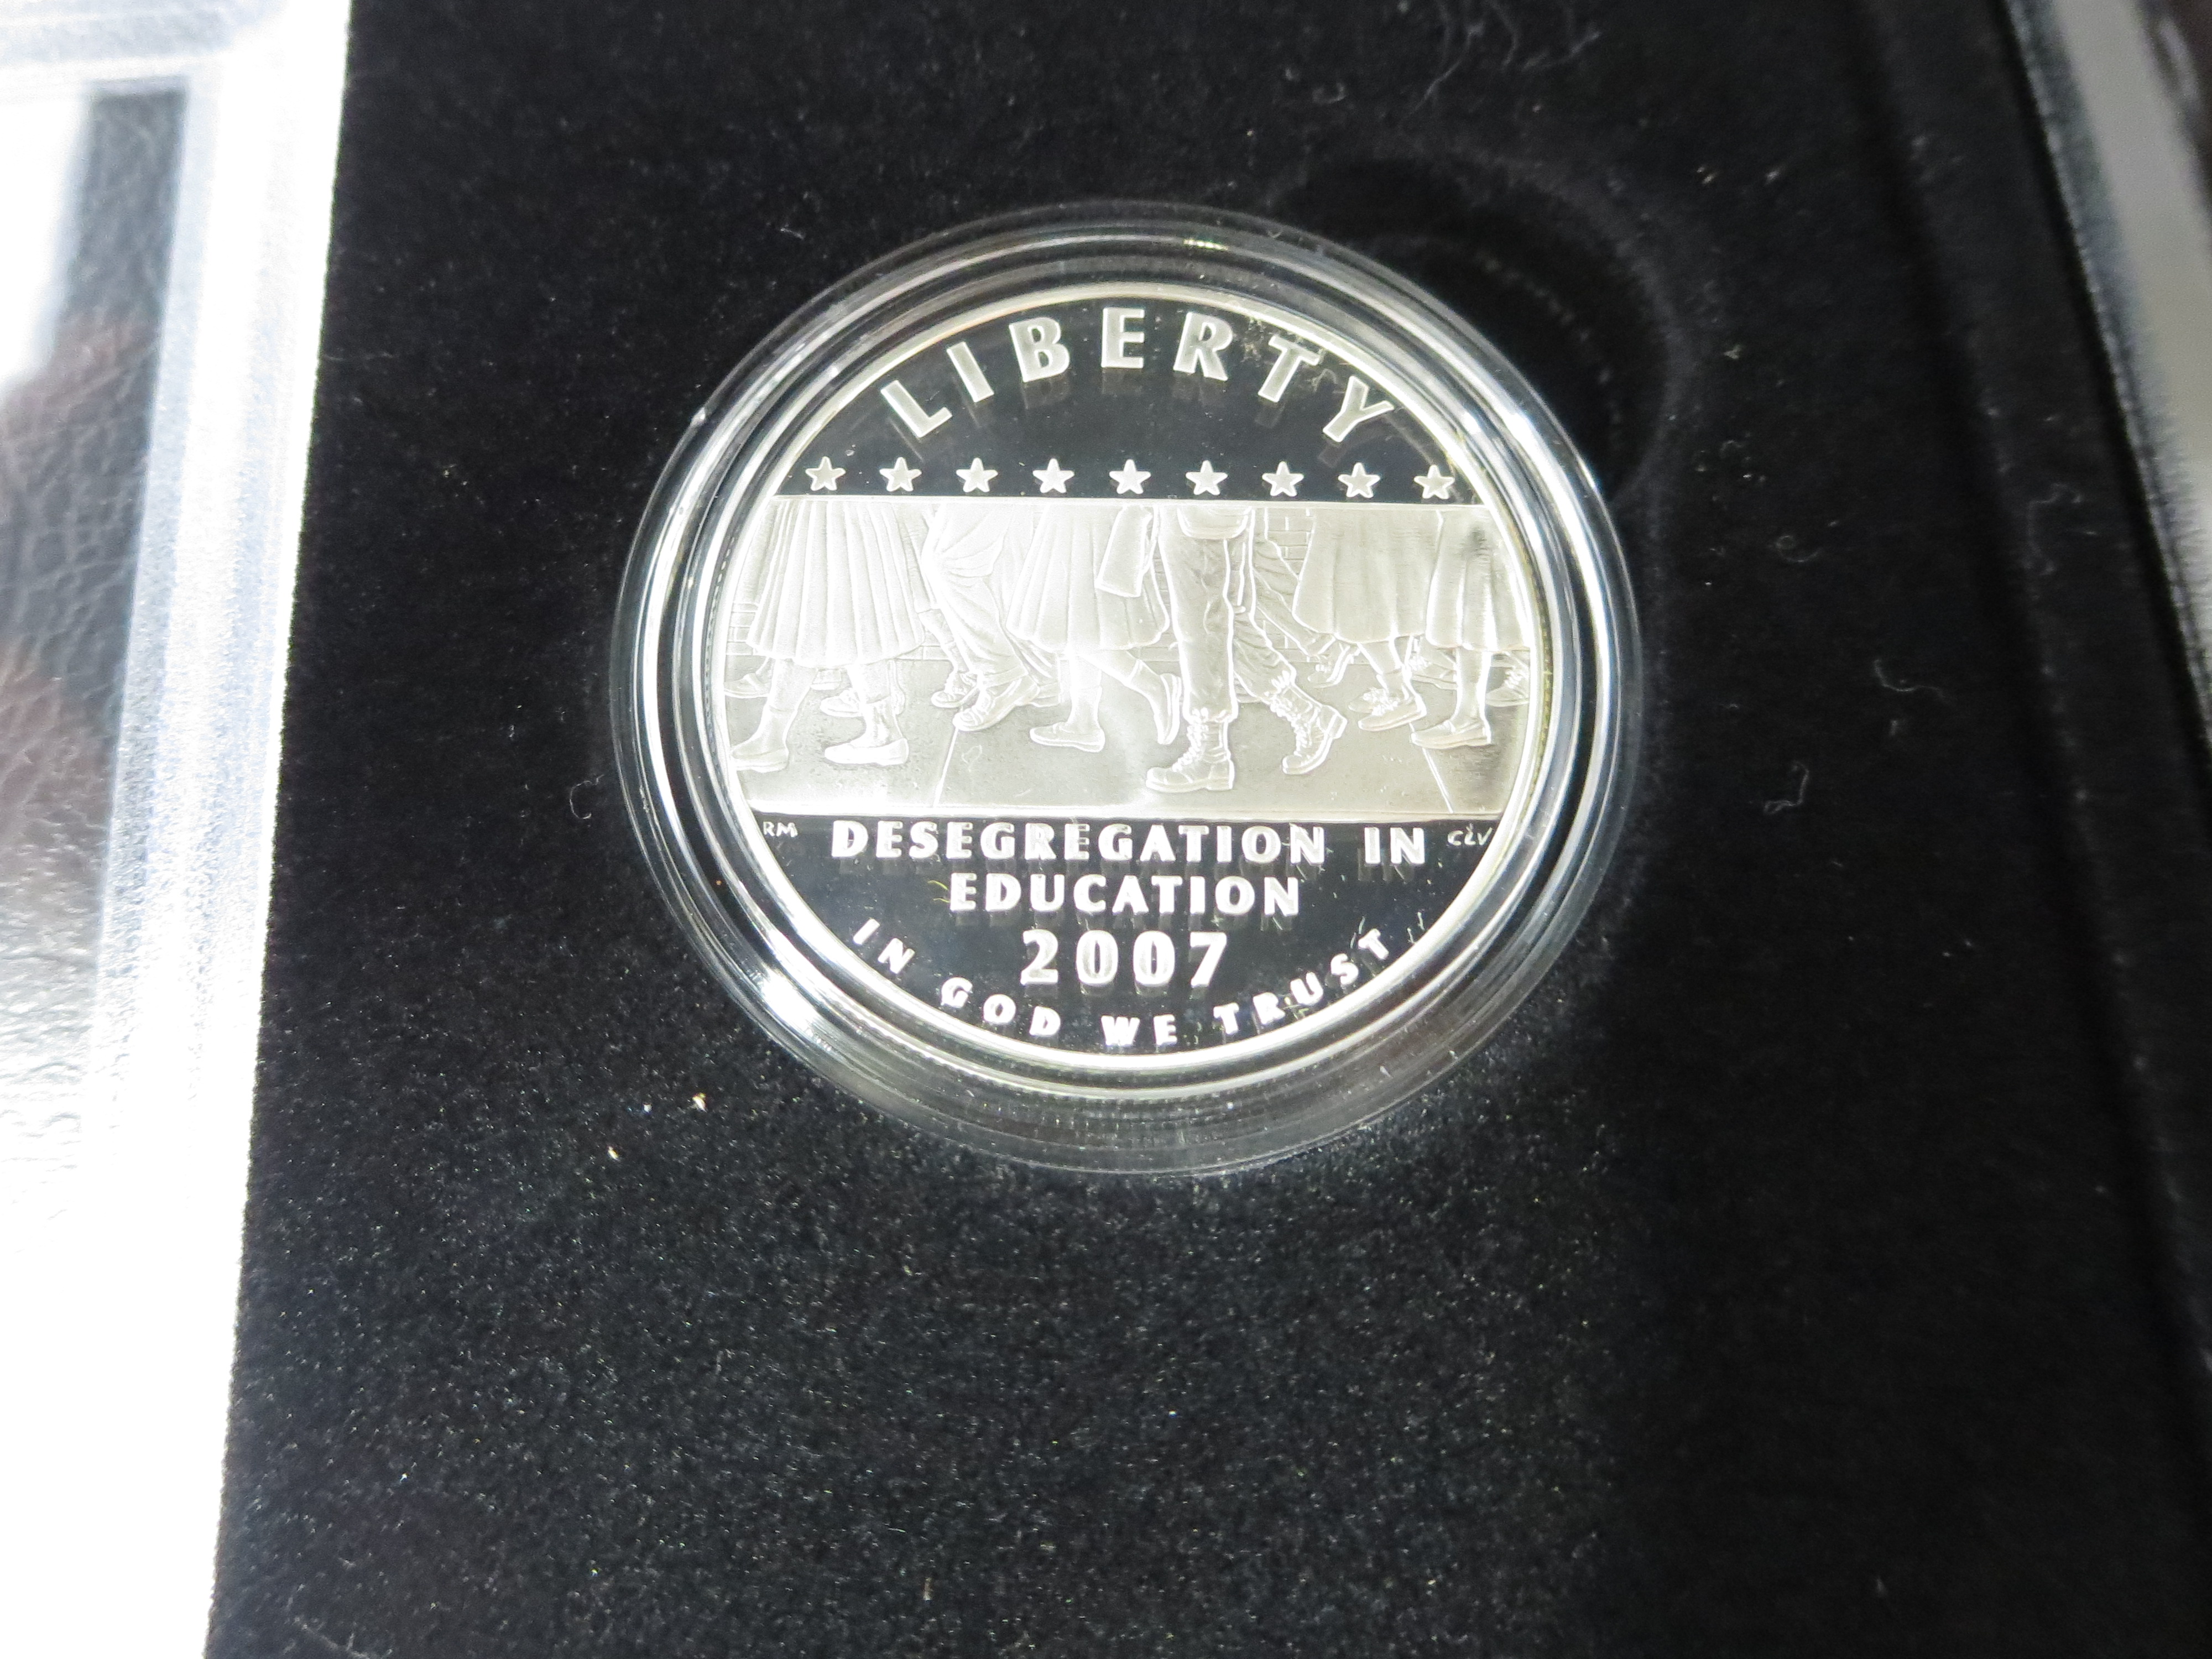 LIBERTY
RM
DESEGREGATION IN
CLV
EDUCATION
2007
IN GOD WE TRUST